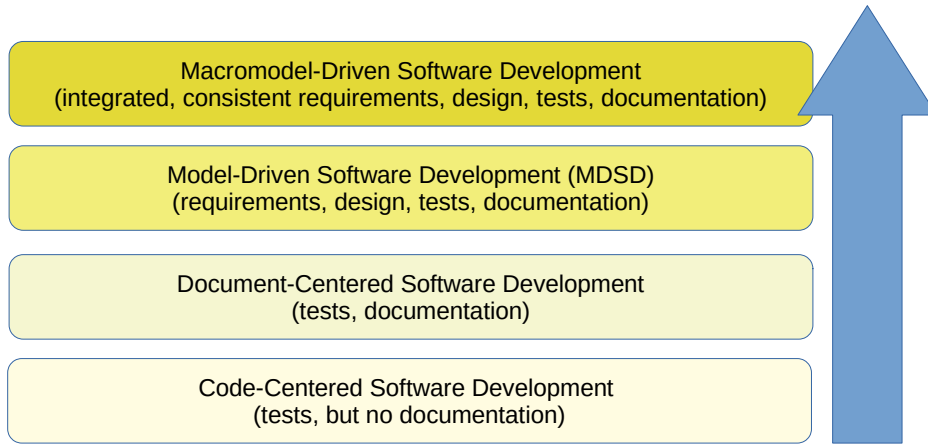 Macromodel-Driven Software Development
(integrated, consistent requirements, design, tests, documentation)
Model-Driven Software Development (MDSD)
(requirements, design, tests, documentation)
Document-Centered Software Development
(tests, documentation)
Code-Centered Software Development
(tests, but no documentation)